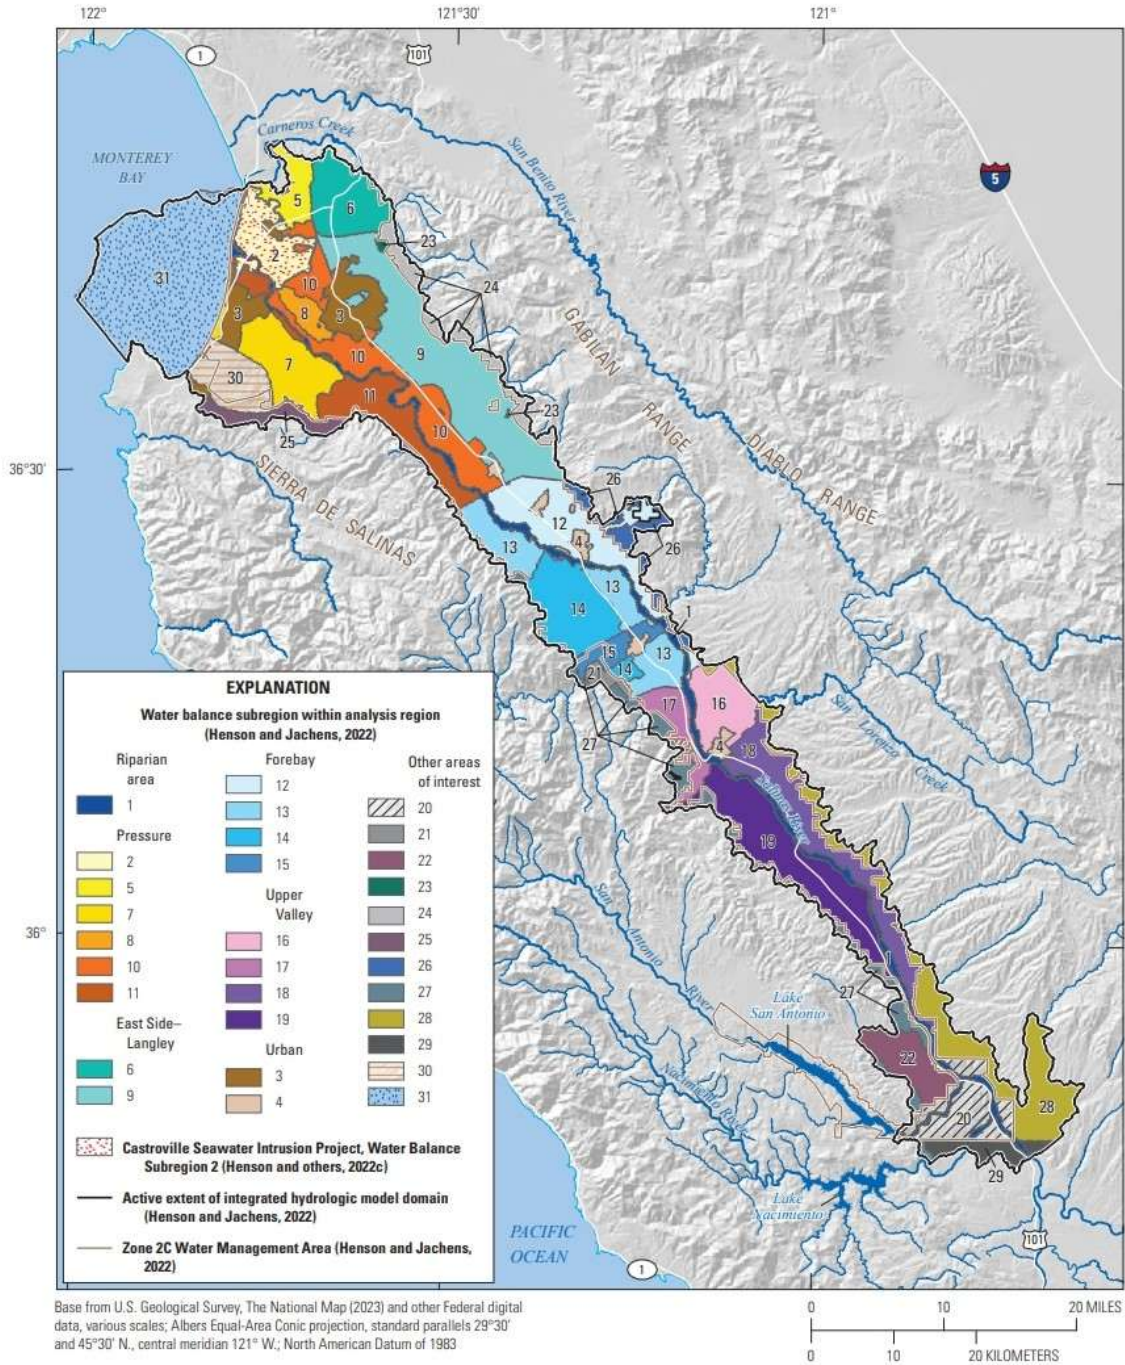 122°
121°30'
121°
1
101
Carneros Creek
San Benito River
MONTEREY
BAY
5
5
6
23
2
31
24
10
3
8
3
GABILAN
9
10
7
30
11
RANGE
23
10
DIABLO RANGE
25
36°30'
SIERRA DE SALINAS
26
12
4
26
13
13
14
1
15
13
14
21
16
17
San Lorenzo
Creek
27
4
18
Salinas River
19
36°
San
Antonio
River
1
27
Lake
San Antonio
22
Nacimiento River
28
20
29
Lake
Nacimiento
PACIFIC
OCEAN
101
1
EXPLANATION
Water balance subregion within analysis region
(Henson and Jachens, 2022)
Riparian
area
1
Pressure
2
5
7
8
10
11
East Side–
Langley
6
9
Forebay
12
13
14
15
Upper
Valley
16
17
18
19
Urban
3
4
Other areas
of interest
20
21
22
23
24
25
26
27
28
29
30
31
Castroville Seawater Intrusion Project, Water Balance
Subregion 2 (Henson and others, 2022c)
Active extent of integrated hydrologic model domain
(Henson and Jachens, 2022)
Zone 2C Water Management Area (Henson and Jachens,
2022)
Base from U.S. Geological Survey, The National Map (2023) and other Federal digital
data, various scales; Albers Equal-Area Conic projection, standard parallels 29°30'
and 45°30' N., central meridian 121° W.; North American Datum of 1983
0 10 20 MILES
0 10 20 KILOMETERS